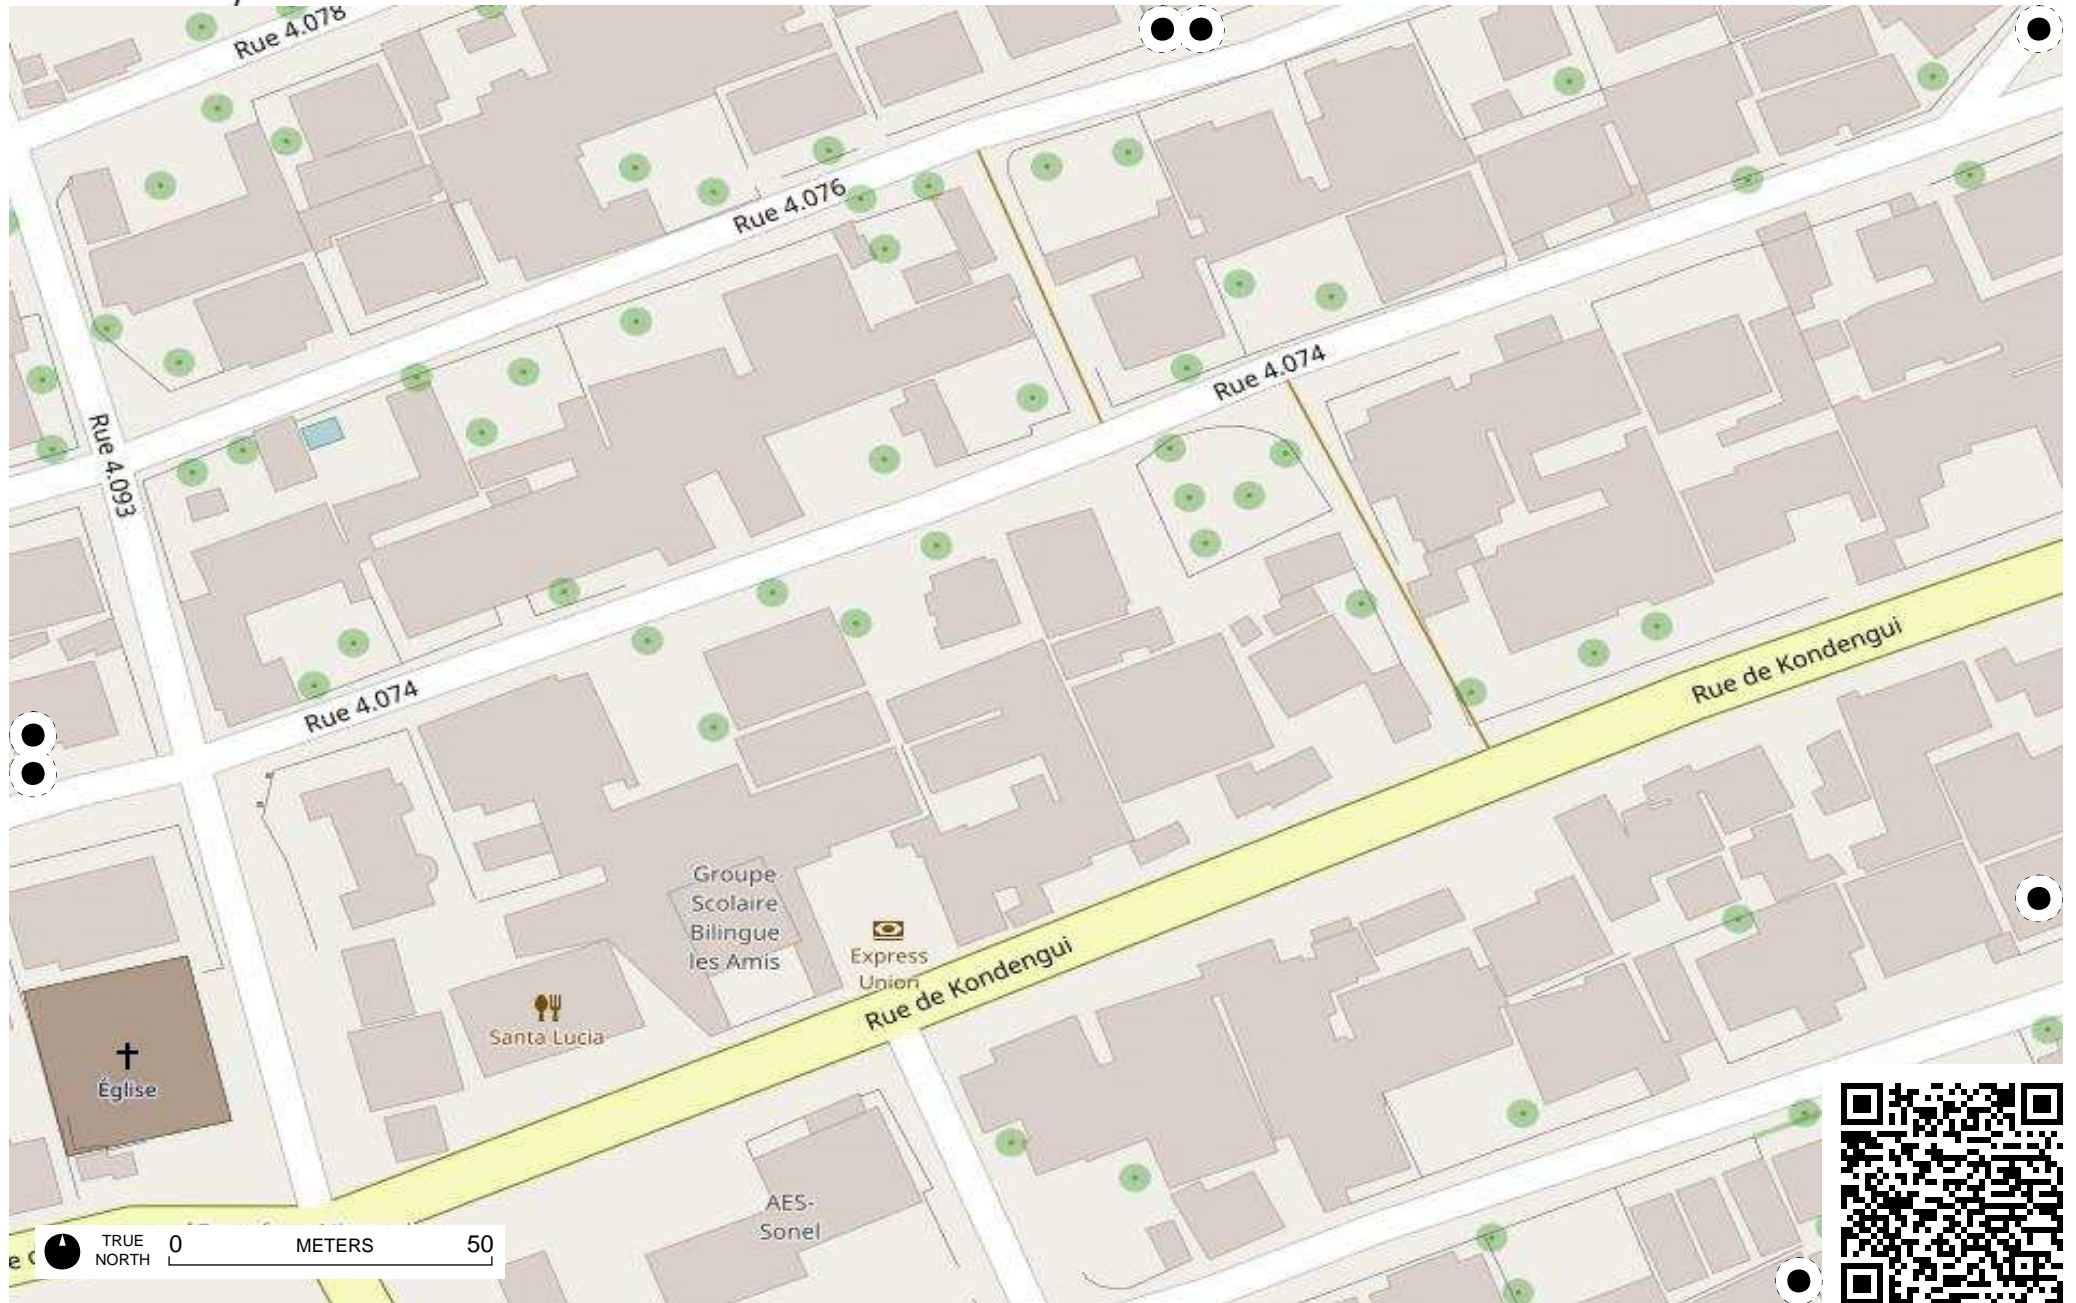 Rue 4.078
Rue 4.076
Rue 4.074
Rue 4.093
Rue de Kondengui
Rue 4.074
Groupe
Scolaire
Bilingue
les Amis
Express
Union
Rue de Kondengui
Santa Lucia
Église
AES-
Sonel
TRUE
NORTH
0 METERS 50